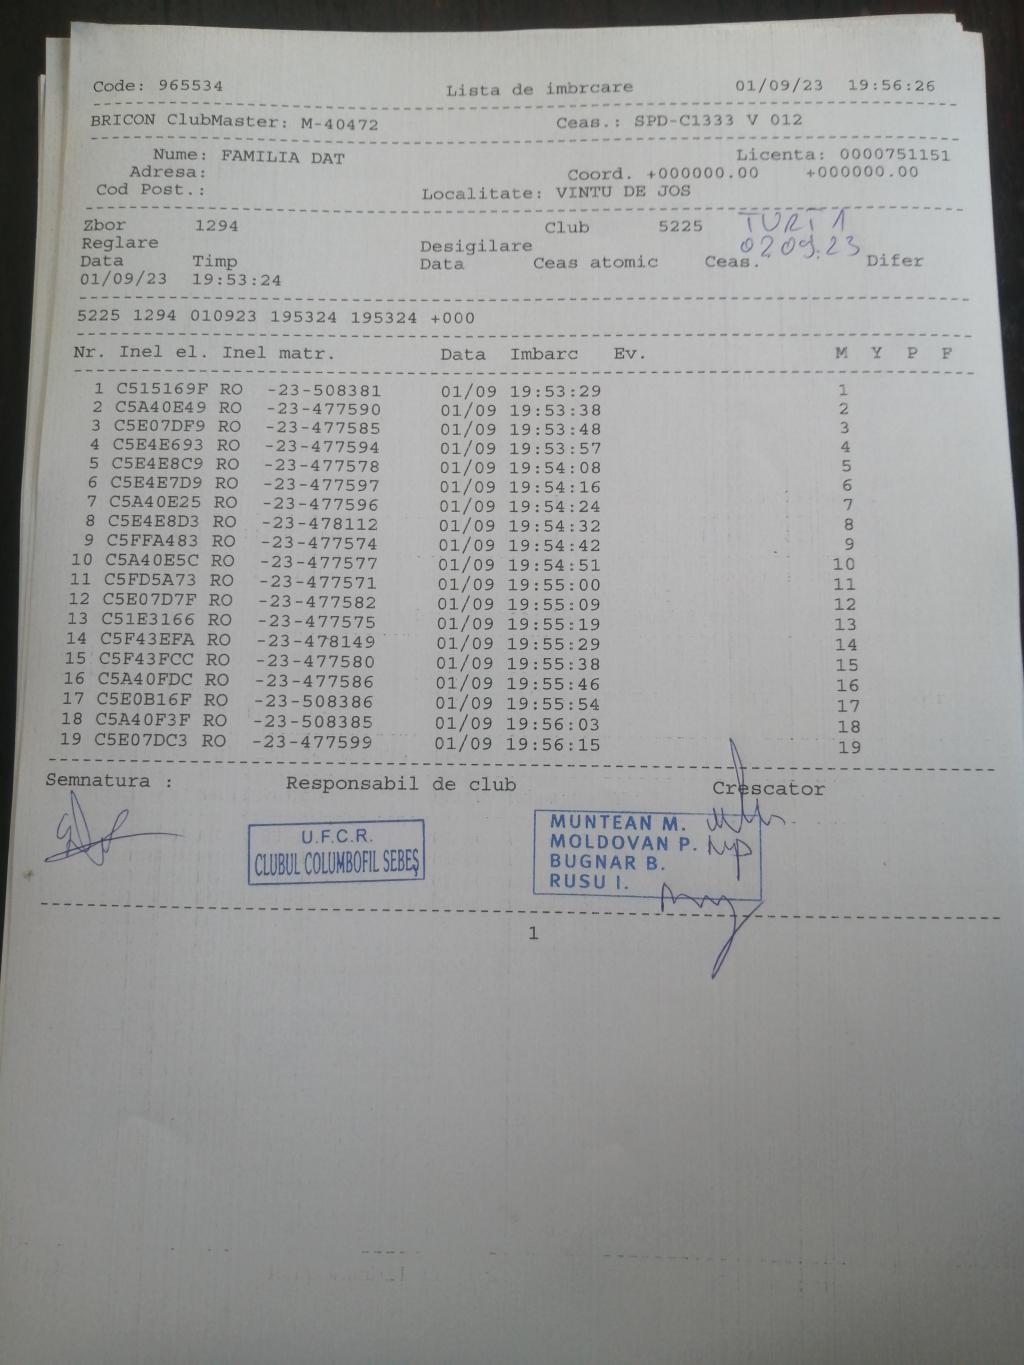 Code: 965534 Lista de imbrcare 01/09/23 19:56:26
BRICON ClubMaster: M-40472 Ceas.: SPD-C1333 V 012
Nume: FAMILIA DAT Licenta: 0000751151
Adresa: Coord. +000000.00 +000000.00
Cod Post.: Localitate: VINTU DE JOS
Zbor 1294 Club 5225 TURT 1
Reglare Desigilare 02 09.23
Data Timp Data Ceas atomic Ceas. Difer
01/09/23 19:53:24
5225 1294 010923 195324 195324 +000
Nr. Inel el. Inel matr. Data Imbarc Ev. M Y P F
1 C515169F RO -23-508381 01/09 19:53:29 1
2 C5A40E49 RO -23-477590 01/09 19:53:38 2
3 C5E07DF9 RO -23-477585 01/09 19:53:48 3
4 C5E4E693 RO -23-477594 01/09 19:53:57 4
5 C5E4E8C9 RO -23-477578 01/09 19:54:08 5
6 C5E4E7D9 RO -23-477597 01/09 19:54:16 6
7 C5A40E25 RO -23-477596 01/09 19:54:24 7
8 C5E4E8D3 RO -23-478112 01/09 19:54:32 8
9 C5FFA483 RO -23-477574 01/09 19:54:42 9
10 C5A40E5C RO -23-477577 01/09 19:54:51 10
11 C5FD5A73 RO -23-477571 01/09 19:55:00 11
12 C5E07D7F RO -23-477582 01/09 19:55:09 12
13 C51E3166 RO -23-477575 01/09 19:55:19 13
14 C5F43EFA RO -23-478149 01/09 19:55:29 14
15 C5F43FCC RO -23-477580 01/09 19:55:38 15
16 C5A40FDC RO -23-477586 01/09 19:55:46 16
17 C5E0B16F RO -23-508386 01/09 19:55:54 17
18 C5A40F3F RO -23-508385 01/09 19:56:03 18
19 C5E07DC3 RO -23-477599 01/09 19:56:15 19
Semnatura : Responsabil de club Crescator
U.F.C.R.
CLUBUL COLUMBOFIL SEBEȘ
MUNTEAN M.
MOLDOVAN P.
BUGNAR B.
RUSU I.
1